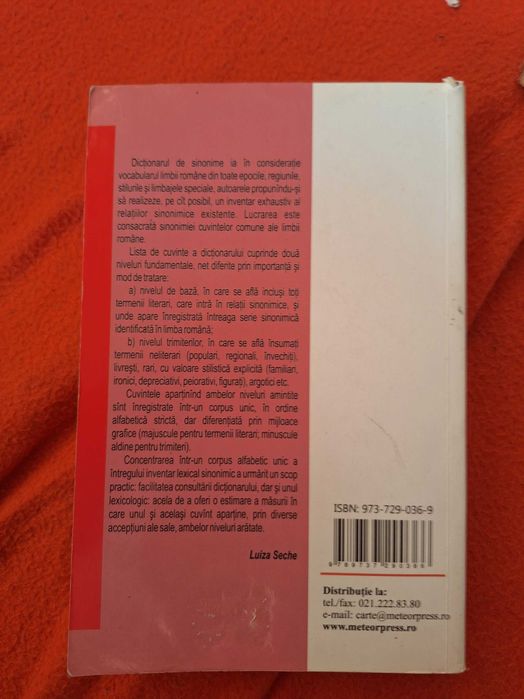 Dicționarul de sinonime ia în considerație
vocabularul limbii române din toate epocile, regiunile,
stilurile și limbajele speciale, autoarele propunîndu-și
să realizeze, pe cît posibil, un inventar exhaustiv al
relațiilor sinonimice existente. Lucrarea este
consacrată sinonimiei cuvintelor comune ale limbii
române.
Lista de cuvinte a dicționarului cuprinde două
niveluri fundamentale, net diferite prin importanță și
mod de tratare:
a) nivelul de bază, în care se află incluși toți
termenii literari, care intră în relații sinonimice, și
unde apare înregistrată întreaga serie sinonimică
identificată în limba română;
b) nivelul trimiterilor, în care se află însumați
termenii neliterari (populari, regionali, învechiți),
livrești, rari, cu valoare stilistică explicită (familiari,
ironici, depreciativi, peiorativi, figurați), argotici etc.
Cuvintele aparținînd ambelor niveluri amintite
sînt înregistrate într-un corpus unic, în ordine
alfabetică strictă, dar diferențiată prin mijloace
grafice (majuscule pentru termenii literari; minuscule
aldine pentru trimiteri).
Concentrarea într-un corpus alfabetic unic a
întregului inventar lexical sinonimic a urmărit un scop
practic: facilitatea consultării dicționarului, dar și unul
lexicologic: acela de a oferi o estimare a măsurii în
care unul și același cuvînt aparține, prin diverse
accepțiuni ale sale, ambelor niveluri arătate.
Luiza Seche
ISBN: 973-729-036-9
9 789737 290366
Distribuție la:
tel./fax: 021.222.83.80
e-mail: carte@meteorpress.ro
www.meteorpress.ro